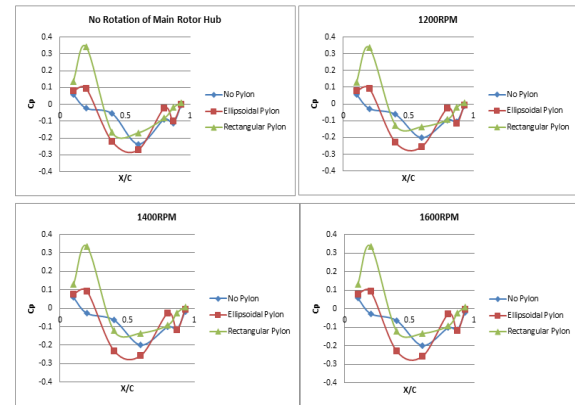 No Rotation of Main Rotor Hub
0.4
0.3
0.2
0.1
0
-0.1
-0.2
-0.3
-0.4
Cp
0.5
1
X/C
No Pylon
Ellipsoidal Pylon
Rectangular Pylon
1200RPM
0.4
0.3
0.2
0.1
0
-0.1
-0.2
-0.3
-0.4
Cp
0.5
1
X/C
No Pylon
Ellipsoidal Pylon
Rectangular Pylon
1400RPM
0.4
0.3
0.2
0.1
0
-0.1
-0.2
-0.3
-0.4
Cp
0.5
1
X/C
No Pylon
Ellipsoidal Pylon
Rectangular Pylon
1600RPM
0.4
0.3
0.2
0.1
0
-0.1
-0.2
-0.3
-0.4
Cp
0.5
1
X/C
No Pylon
Ellipsoidal Pylon
Rectangular Pylon